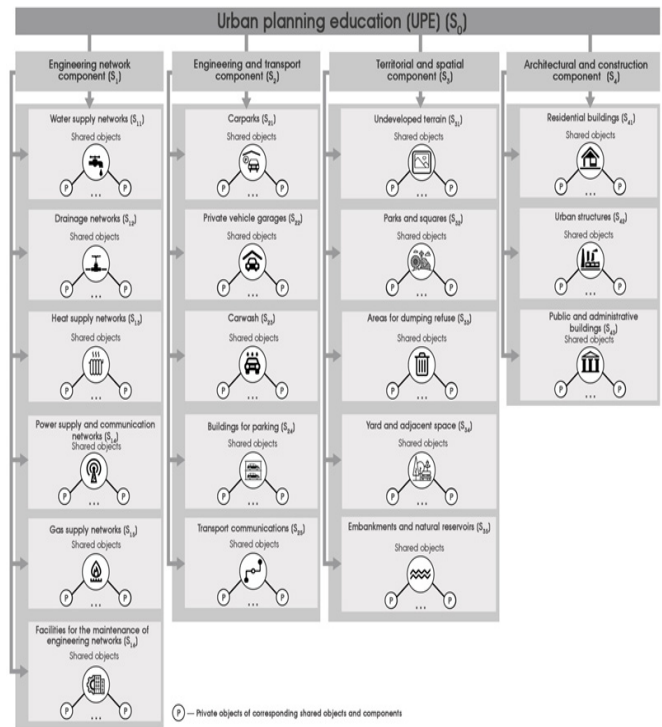 Urban planning education (UPE) (S0)
Engineering network
component (S1)
Water supply networks (S11)
Shared objects
P
...
P
Drainage networks (S12)
Shared objects
P
...
P
Heat supply networks (S13)
Shared objects
P
...
P
Power supply and communication
networks (S14)
Shared objects
P
...
P
Gas supply networks (S15)
Shared objects
P
...
P
Facilities for the maintenance of
engineering networks (S16)
Shared objects
P
...
P
Engineering and transport
component (S2)
Carparks (S21)
Shared objects
P
P
...
P
Private vehicle garages (S22)
Shared objects
P
...
P
Carwash (S23)
Shared objects
P
...
P
Buildings for parking (S24)
Shared objects
P
...
P
Transport communications (S25)
Shared objects
P
...
P
Territorial and spatial
component (S3)
Undeveloped terrain (S31)
Shared objects
P
...
P
Parks and squares (S32)
Shared objects
P
...
P
Areas for dumping refuse (S33)
Shared objects
P
...
P
Yard and adjacent space (S34)
Shared objects
P
...
P
Embankments and natural reservoirs (S35)
Shared objects
P
...
P
Architectural and construction
component (S4)
Residential buildings (S41)
Shared objects
P
...
P
Urban structures (S42)
Shared objects
P
...
P
Public and administrative
buildings (S43)
Shared objects
P
...
P
P — Private objects of corresponding shared objects and components